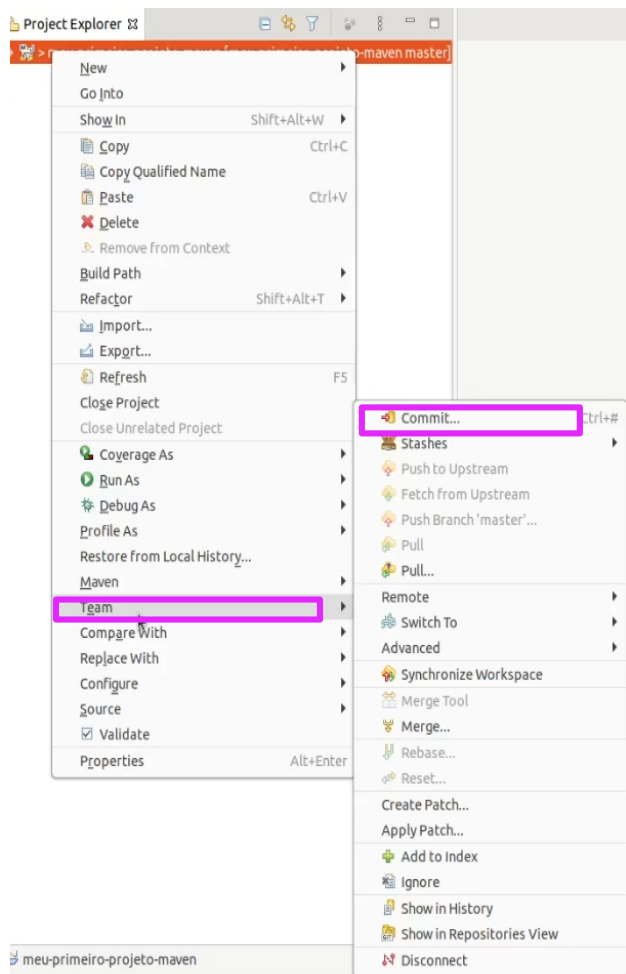 Project Explorer
-maven master]
New
Go Into
Show In Shift+Alt+W
Copy Ctrl+C
Copy Qualified Name
Paste Ctrl+V
Delete
Remove from Context
Build Path
Refactor Shift+Alt+T
Import...
Export...
Refresh F5
Close Project
Close Unrelated Project
Coverage As
Run As
Debug As
Profile As
Restore from Local History...
Maven
Team
Compare With
Replace With
Configure
Source
Validate
Properties Alt+Enter
Commit... Ctrl+#
Stashes
Push to Upstream
Fetch from Upstream
Push Branch 'master'...
Pull
Pull...
Remote
Switch To
Advanced
Synchronize Workspace
Merge Tool
Merge...
Rebase...
Reset...
Create Patch...
Apply Patch...
Add to Index
Ignore
Show in History
GIT Show in Repositories View
Disconnect
meu-primeiro-projeto-maven